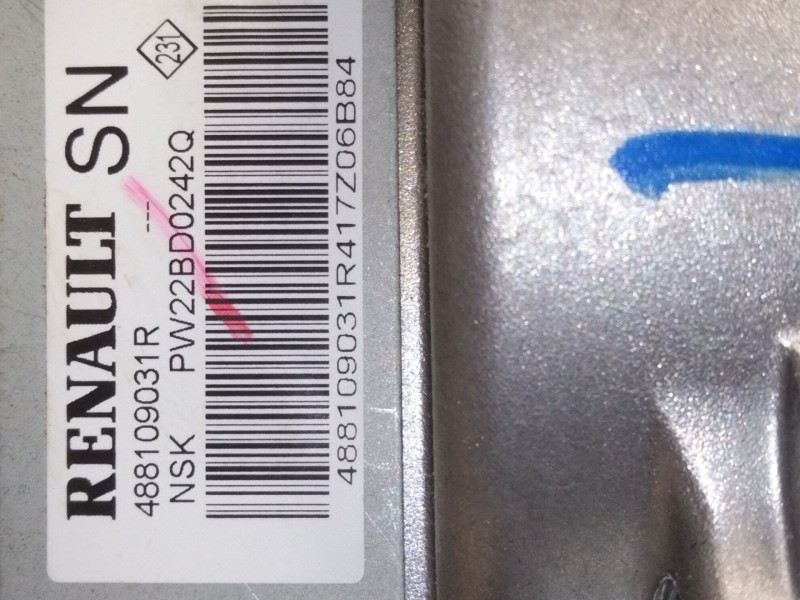 RENAULT SN
488109031R --- 231
NSK PW22BD0242Q
488109031R417Z06B84